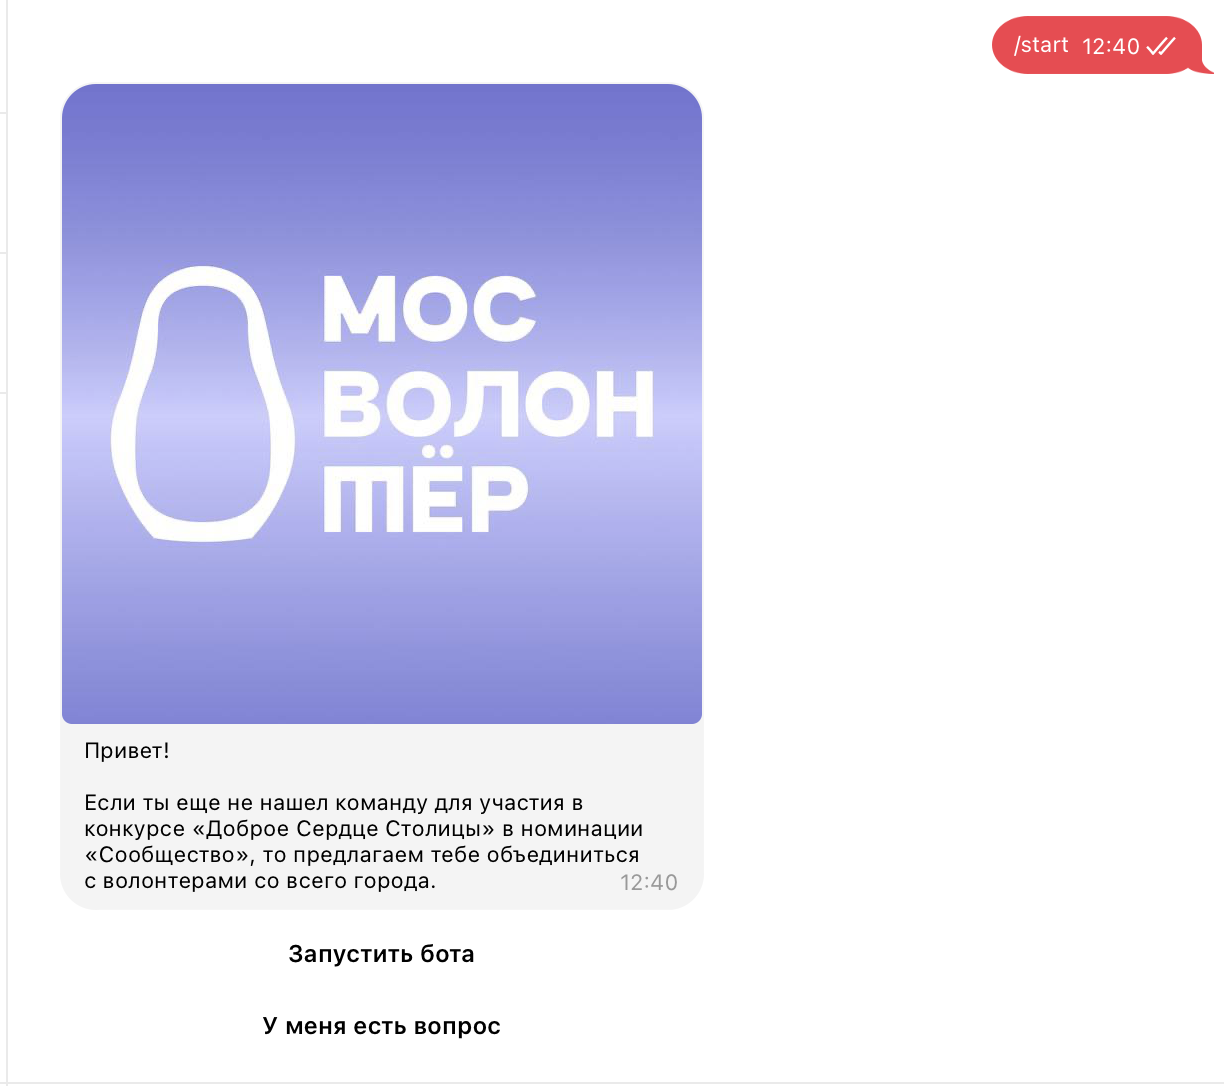 /start 12:40
МОС
ВОЛОН
ТЁР
Привет!
Если ты еще не нашел команду для участия в
конкурсе «Доброе Сердце Столицы» в номинации
«Сообщество», то предлагаем тебе объединиться
с волонтерами со всего города.
12:40
Запустить бота
У меня есть вопрос